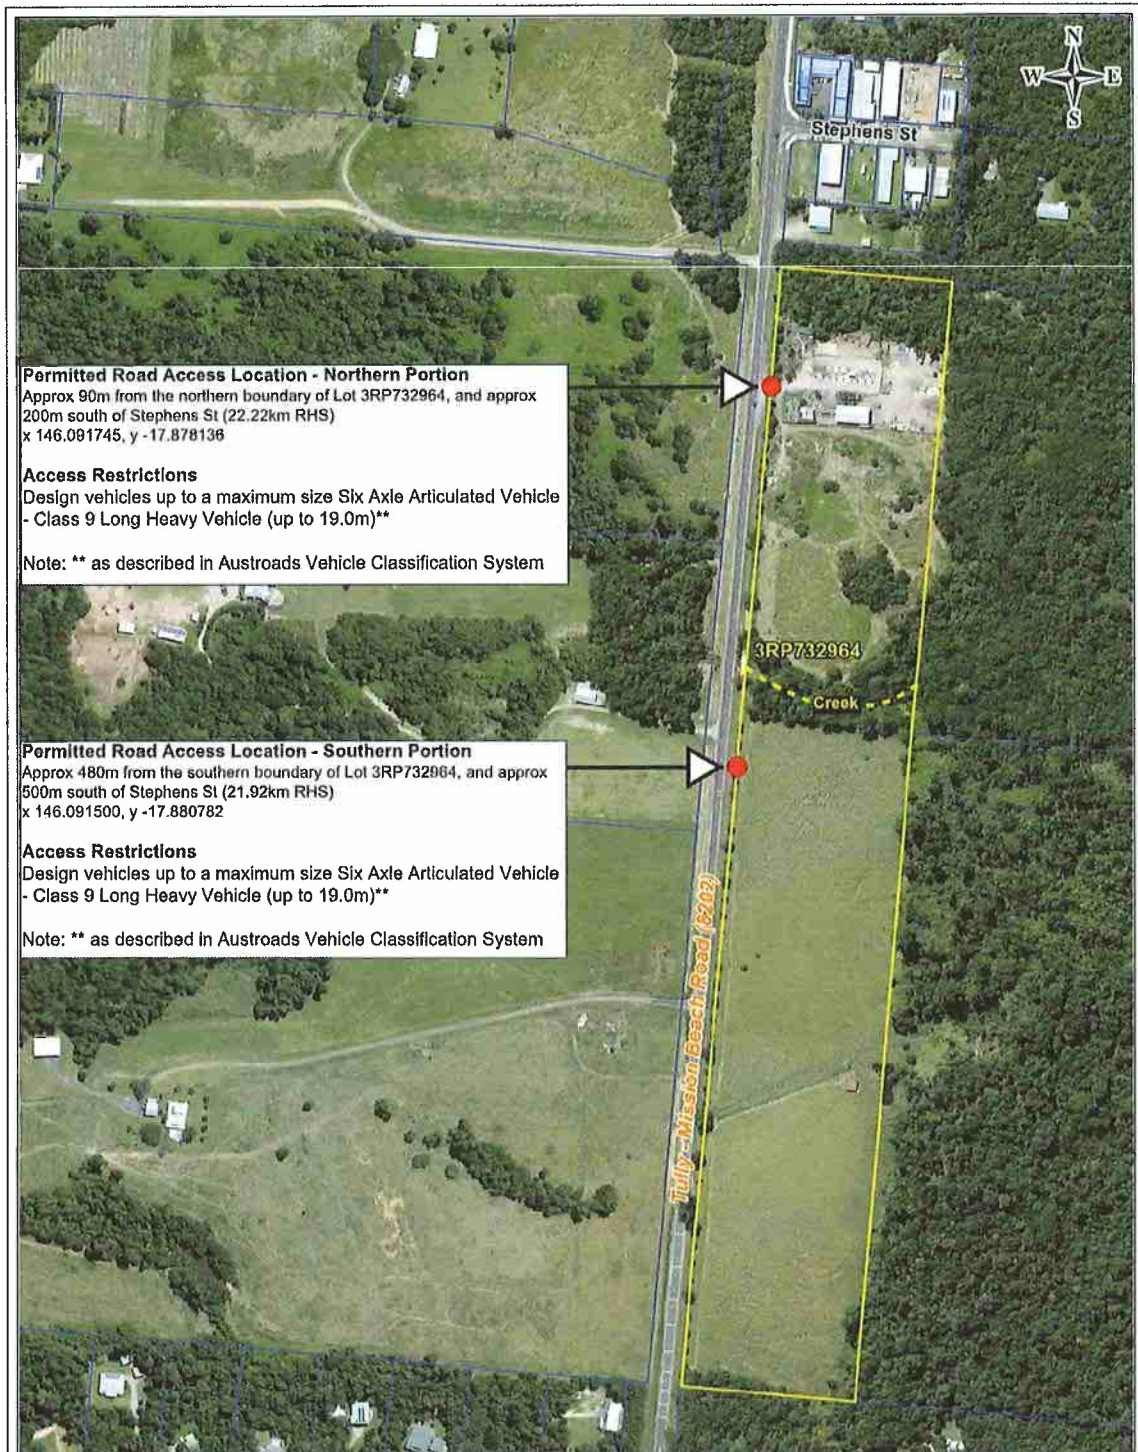 N
W E
S
Stephens St
Permitted Road Access Location - Northern Portion
Approx 90m from the northern boundary of Lot 3RP732964, and approx
200m south of Stephens St (22.22km RHS)
x 146.091745, y -17.878136
Access Restrictions
Design vehicles up to a maximum size Six Axle Articulated Vehicle
- Class 9 Long Heavy Vehicle (up to 19.0m)**
Note: ** as described in Austroads Vehicle Classification System
3RP732964
Creek
Permitted Road Access Location - Southern Portion
Approx 480m from the southern boundary of Lot 3RP732964, and approx
500m south of Stephens St (21.92km RHS)
x 146.091500, y -17.880782
Access Restrictions
Design vehicles up to a maximum size Six Axle Articulated Vehicle
- Class 9 Long Heavy Vehicle (up to 19.0m)**
Note: ** as described in Austroads Vehicle Classification System
Tully - Mission Beach Road (8202)